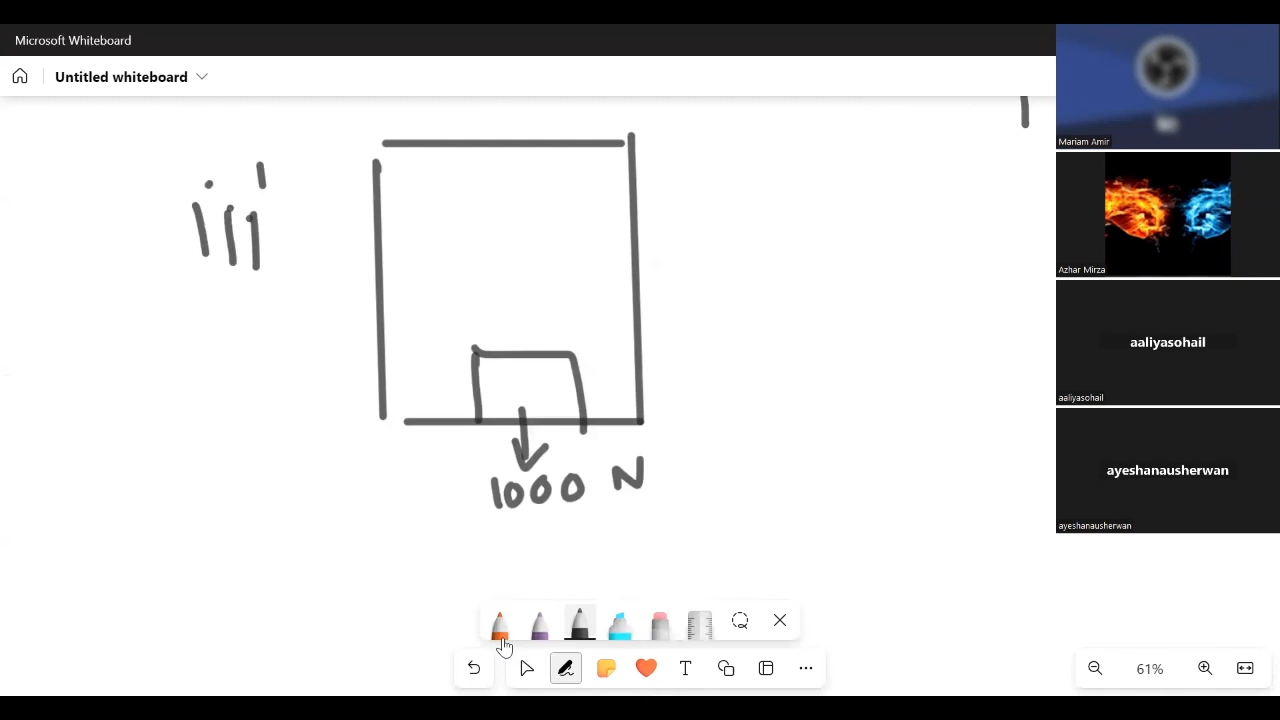 Microsoft Whiteboard
Untitled whiteboard
iii
1000 N
Mariam Amir
Azhar Mirza
aaliyasohail
aaliyasohail
ayeshanausherwan
ayeshanausherwan
T
61%